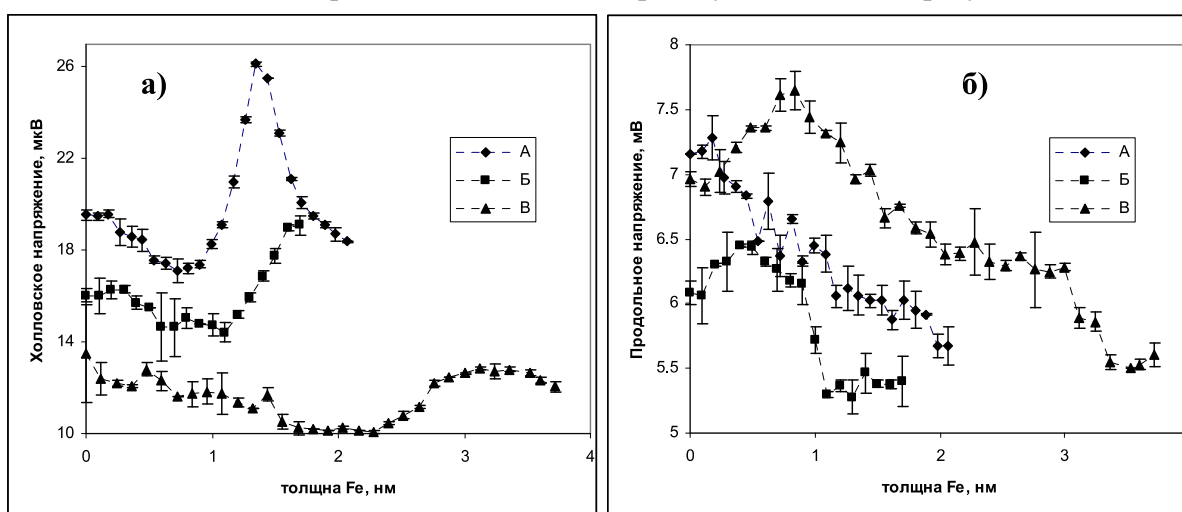 а)
Холловское напряжение, мкВ
26
22
18
14
10
0 1 2 3 4
толщна Fe, нм
А
Б
В
б)
Продольное напряжение, мВ
8
7.5
7
6.5
6
5.5
5
0 1 2 3
толщна Fe, нм
А
Б
В